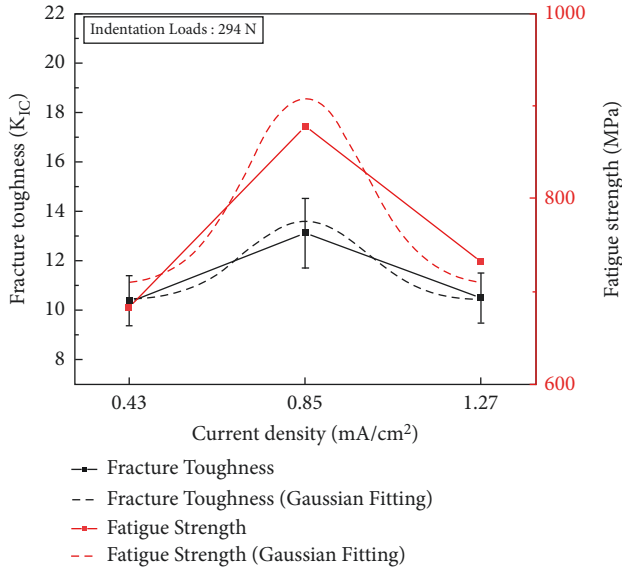 Indentation Loads : 294 N
Fracture toughness (K_IC)
22
20
18
16
14
12
10
8
1000
800
600
Fatigue strength (MPa)
0.43
0.85
1.27
Current density (mA/cm²)
Fracture Toughness
Fracture Toughness (Gaussian Fitting)
Fatigue Strength
Fatigue Strength (Gaussian Fitting)